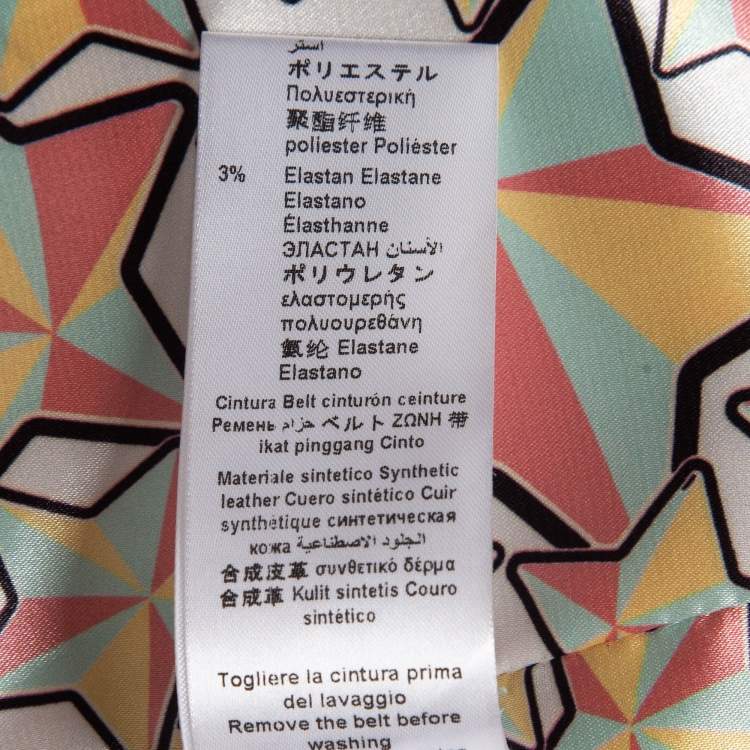 استر
ポリエステル
Πολυεστερική
聚酯纤维
poliester Poliéster
3% Elastan Elastane
Elastano
Élasthanne
ЭЛАСТАН الأستان
ポリウレタン
ελαστομερής
πολυουρεθάνη
氨纶 Elastane
Elastano
Cintura Belt cinturón ceinture
Ремень حزام ベルト ΖΩΝΗ 帶
ikat pinggang Cinto
Materiale sintetico Synthetic
leather Cuero sintético Cuir
synthétique синтетическая
кожа الجلود الاصطناعية
合成皮革 συνθετικό δέρμα
合成革 Kulit sintetis Couro
sintético
Togliere la cintura prima
del lavaggio
Remove the belt before
washing